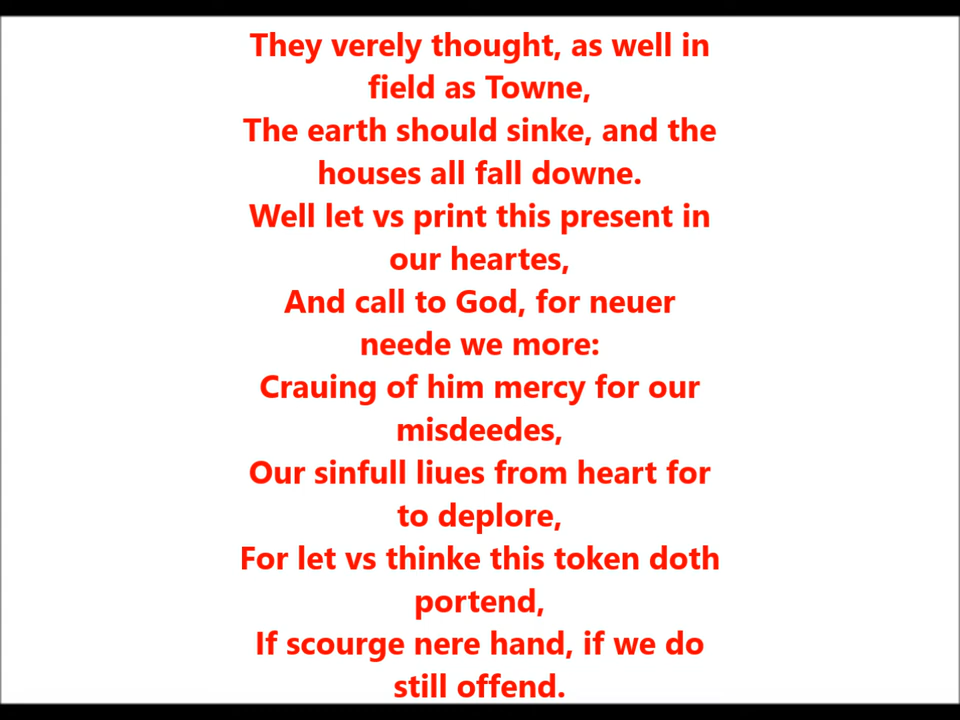 They verely thought, as well in
field as Towne,
The earth should sinke, and the
houses all fall downe.
Well let vs print this present in
our heartes,
And call to God, for neuer
neede we more:
Crauing of him mercy for our
misdeedes,
Our sinfull liues from heart for
to deplore,
For let vs thinke this token doth
portend,
If scourge nere hand, if we do
still offend.